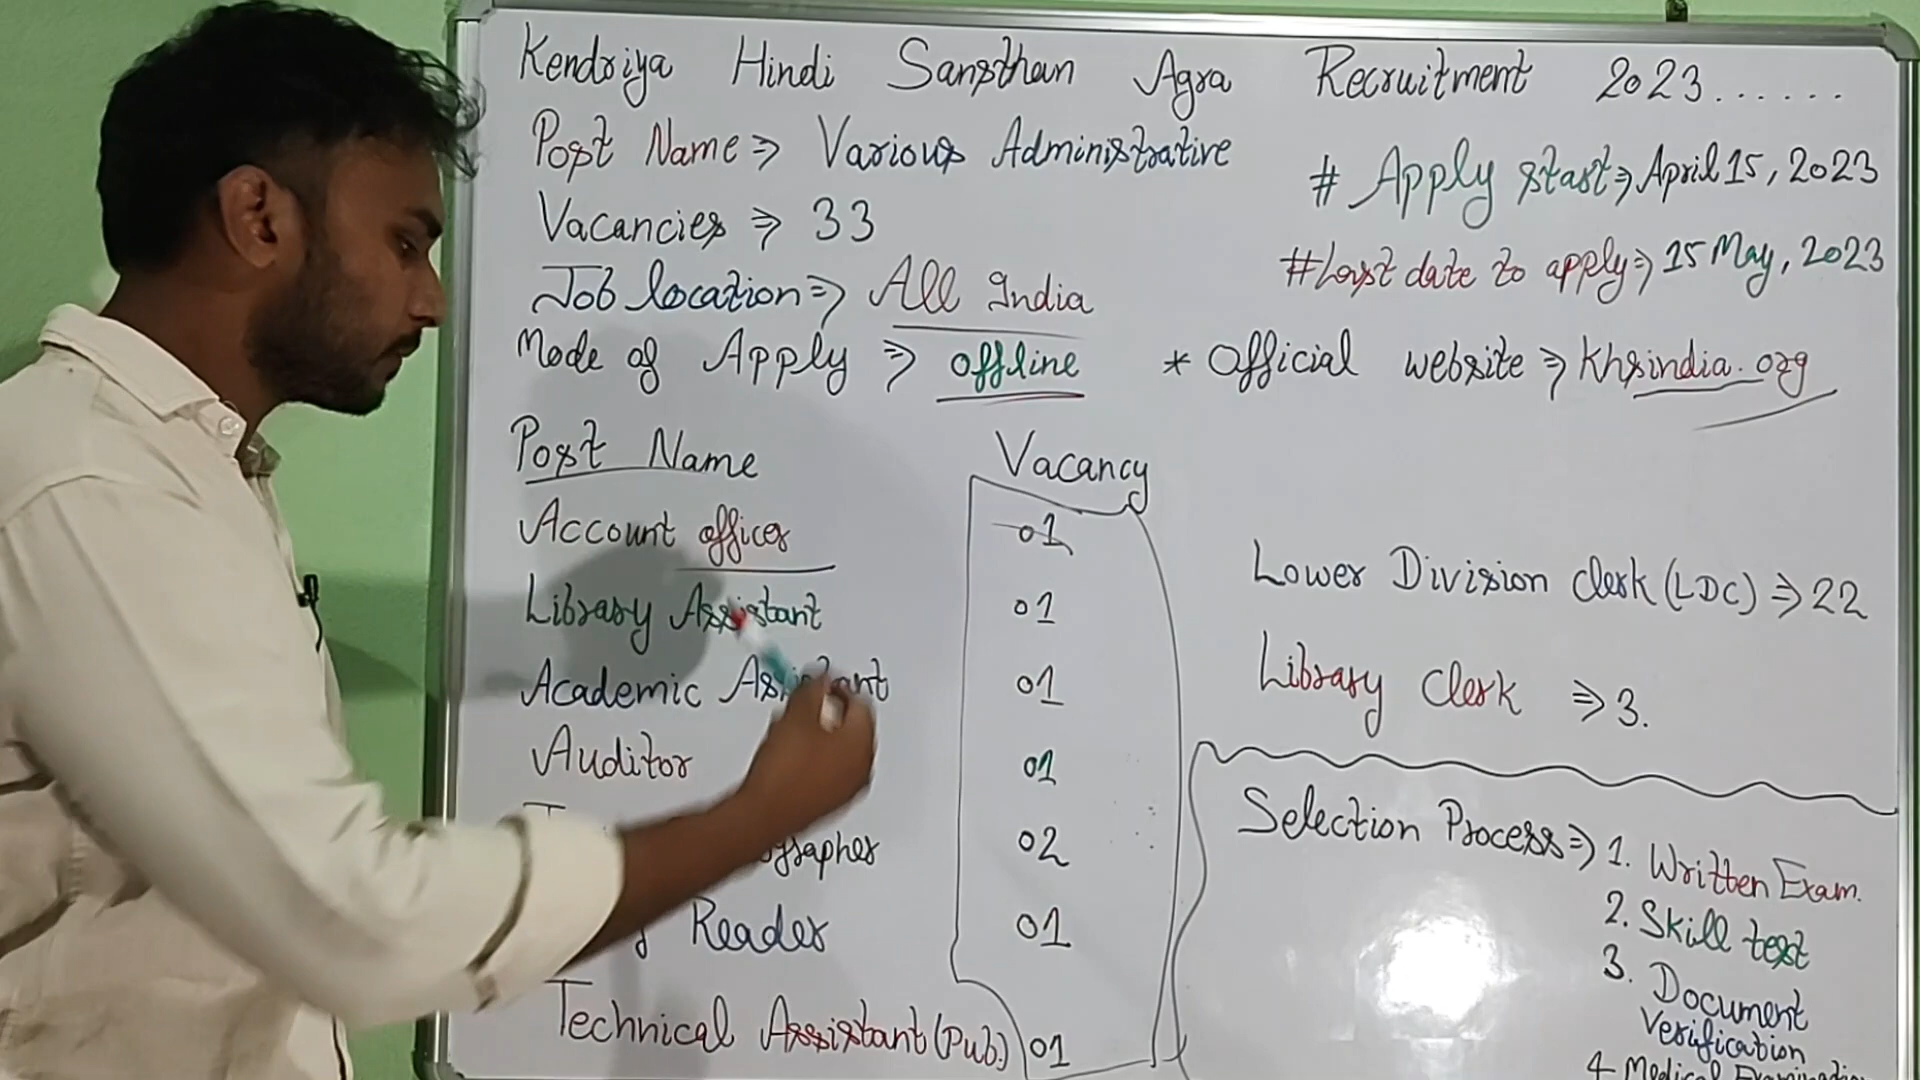 Kendriya Hindi Sansthan Agra Recruitment 2023......
Post Name ⇒ Various Administrative
Vacancies ⇒ 33
Job location ⇒ All India
Mode of Apply ⇒ offline
# Apply start ⇒ April 15, 2023
# Last date to apply ⇒ 15 May, 2023
* Official website ⇒ khsindia.org
Post Name Vacancy
Account officer 01
Library Assistant 01
Academic Assistant 01
Auditor 01
02
Reader 01
Technical Assistant (Pub.) 01
Lower Division Clerk (LDC) ⇒ 22
Library Clerk ⇒ 3.
Selection Process ⇒ 1. Written Exam.
2. Skill test
3. Document
Verification
4 Medical Examination